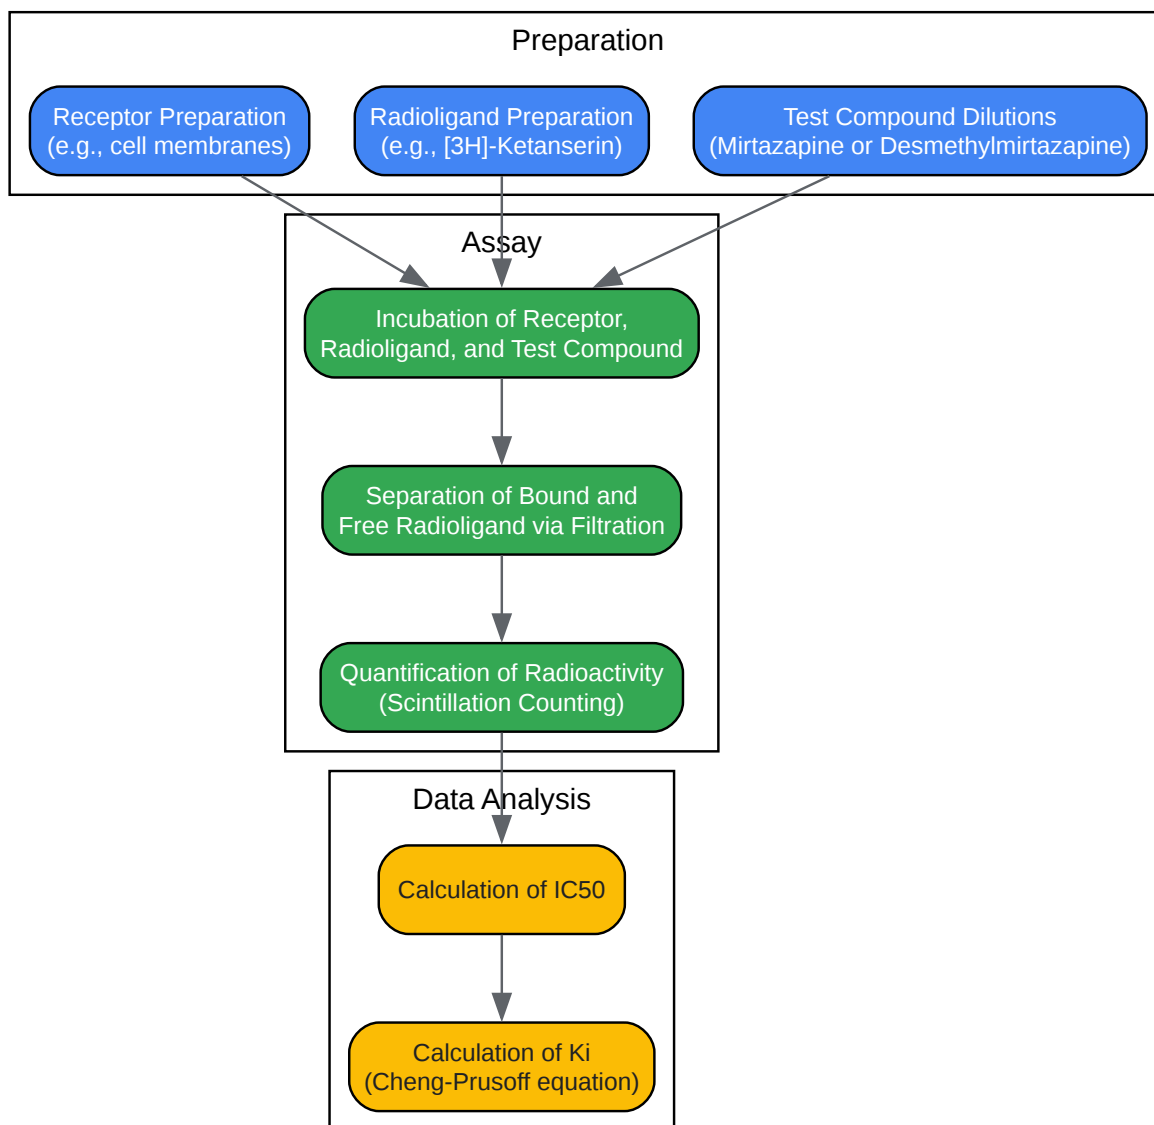 Preparation
Receptor Preparation
(e.g., cell membranes)
Radioligand Preparation
(e.g., [3H]-Ketanserin)
Test Compound Dilutions
(Mirtazapine or Desmethylmirtazapine)
Assay
Incubation of Receptor,
Radioligand, and Test Compound
Separation of Bound and
Free Radioligand via Filtration
Quantification of Radioactivity
(Scintillation Counting)
Data Analysis
Calculation of IC50
Calculation of Ki
(Cheng-Prusoff equation)